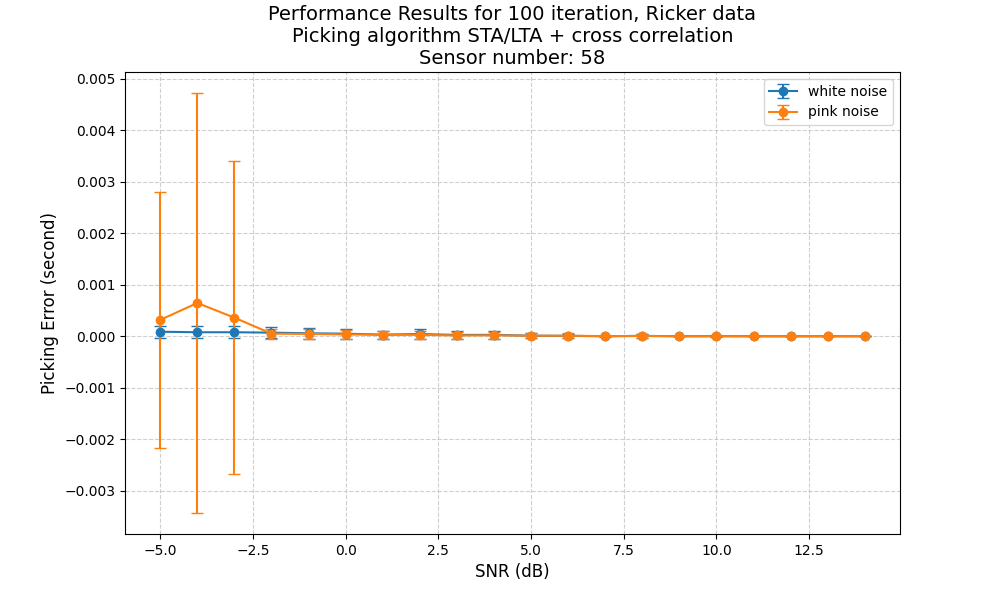 Performance Results for 100 iteration, Ricker data
Picking algorithm STA/LTA + cross correlation
Sensor number: 58
white noise
pink noise
Picking Error (second)
0.005
0.004
0.003
0.002
0.001
0.000
−0.001
−0.002
−0.003
−5.0 −2.5 0.0 2.5 5.0 7.5 10.0 12.5
SNR (dB)